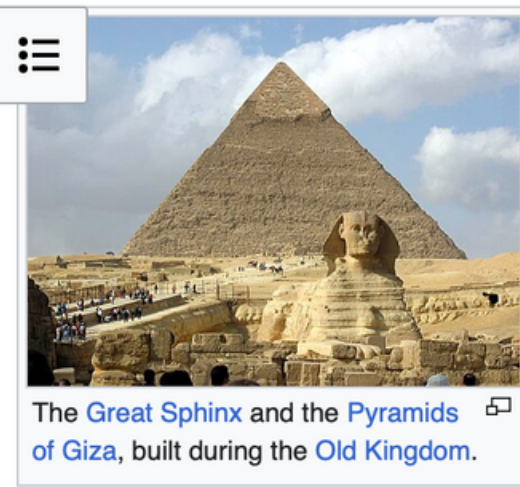 The Great Sphinx and the Pyramids
of Giza, built during the Old Kingdom.